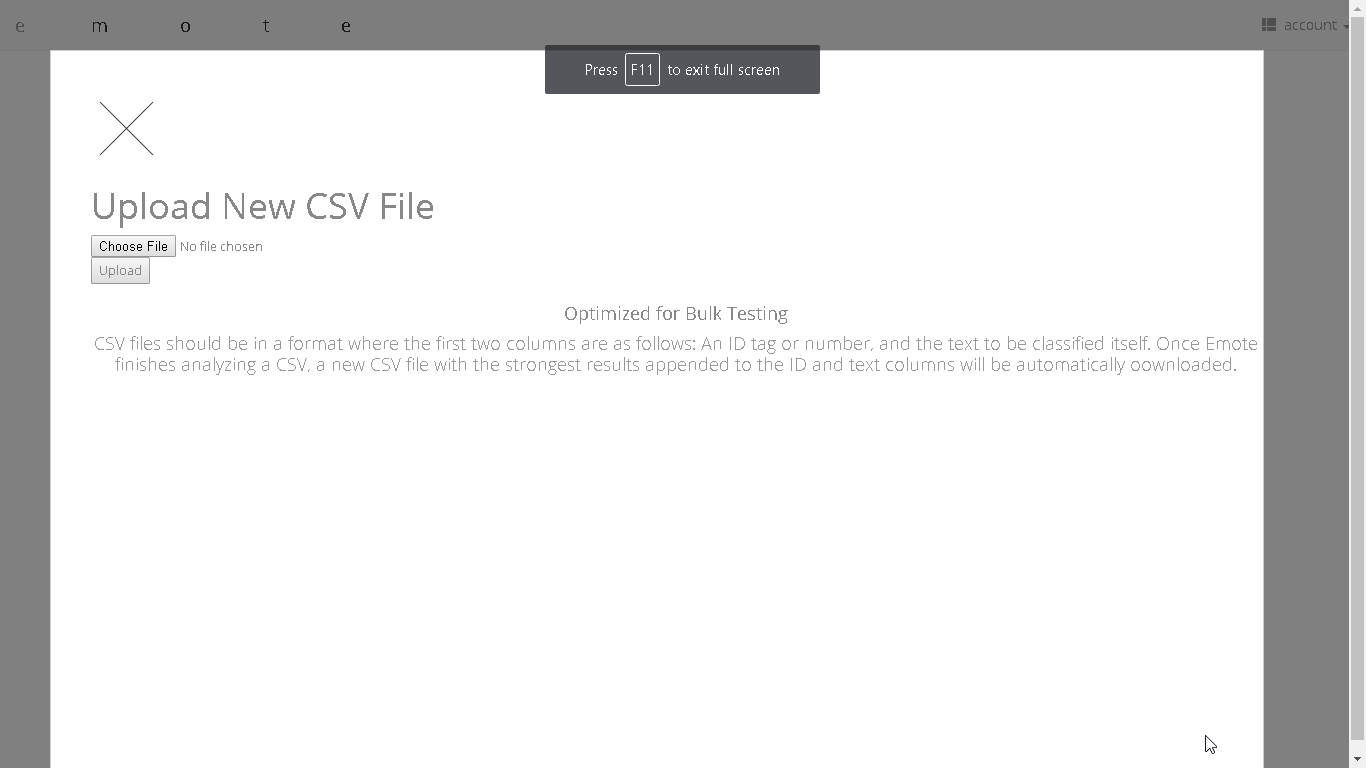 e m o t e
account
Press F11 to exit full screen
Upload New CSV File
Choose File No file chosen
Upload
Optimized for Bulk Testing
CSV files should be in a format where the first two columns are as follows: An ID tag or number, and the text to be classified itself. Once Emote
finishes analyzing a CSV, a new CSV file with the strongest results appended to the ID and text columns will be automatically oownloaded.